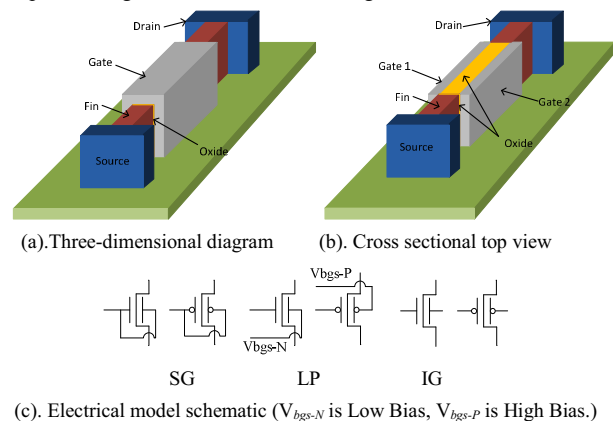 Drain
Gate
Fin
Source
Oxide
Drain
Gate 1
Fin
Gate 2
Source
Oxide
(a).Three-dimensional diagram
(b). Cross sectional top view
Vbgs-P
Vbgs-N
SG
LP
IG
(c). Electrical model schematic (Vbgs-N is Low Bias, Vbgs-P is High Bias.)